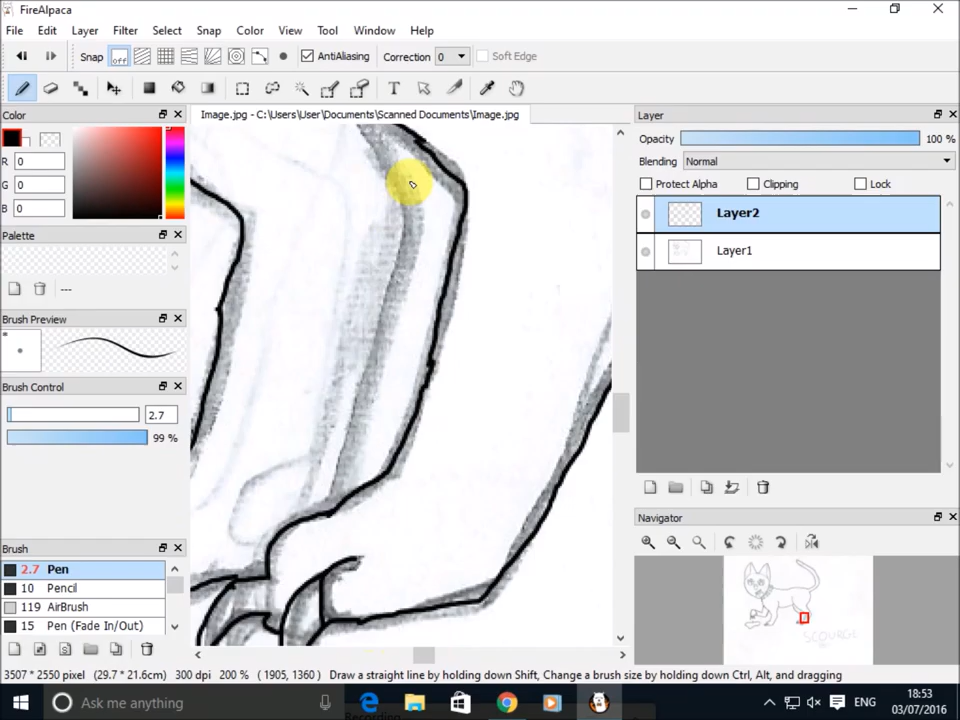 FireAlpaca
File Edit Layer Filter Select Snap Color View Tool Window Help
Snap off AntiAliasing Correction 0 Soft Edge
Color
R 0
G 0
B 0
Palette
---
Brush Preview
Brush Control
2.7
99 %
Brush
2.7 Pen
10 Pencil
119 AirBrush
15 Pen (Fade In/Out)
Image.jpg - C:\Users\User\Documents\Scanned Documents\Image.jpg
Layer
Opacity 100 %
Blending Normal
Protect Alpha Clipping Lock
Layer2
Layer1
Navigator
SCOURGE
3507 * 2550 pixel (29.7 * 21.6cm) 300 dpi 200 % ( 1905, 1360 ) Draw a straight line by holding down Shift, Change a brush size by holding down Ctrl, Alt, and dragging
Ask me anything
Recording
ENG
18:53
03/07/2016